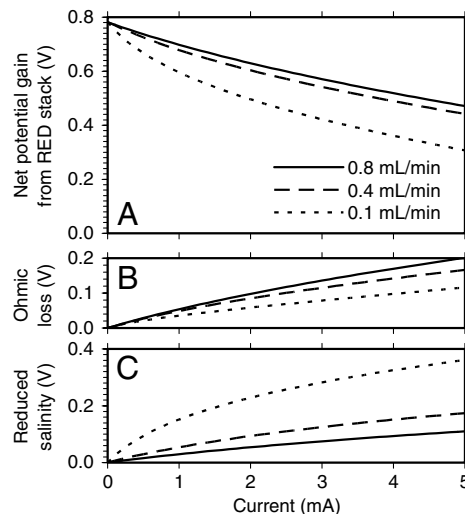 0.8
0.6
0.4
0.2
0.0
Net potential gain
from RED stack (V)
A
0.8 mL/min
0.4 mL/min
0.1 mL/min
0.2
0.1
0.0
Ohmic
loss (V)
B
0.4
0.2
0.0
Reduced
salinity (V)
C
0 1 2 3 4 5
Current (mA)